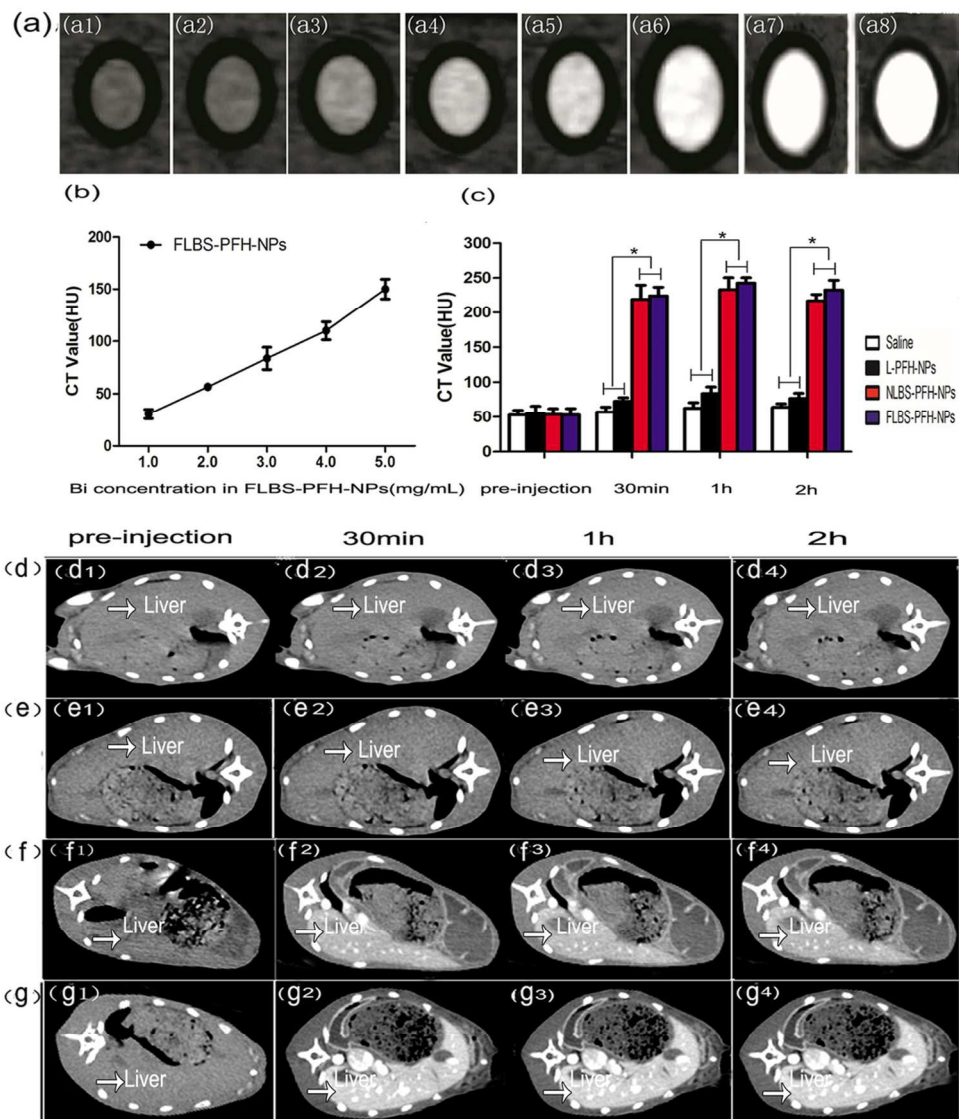 (a)
(a1) (a2) (a3) (a4) (a5) (a6) (a7) (a8)
(b)
200
150
100
50
0
CT Value(HU)
FLBS-PFH-NPs
1.0 2.0 3.0 4.0 5.0
Bi concentration in FLBS-PFH-NPs(mg/mL)
(c)
300
250
200
150
100
50
0
CT Value(HU)
* * *
Saline
L-PFH-NPs
NLBS-PFH-NPs
FLBS-PFH-NPs
pre-injection 30min 1h 2h
pre-injection 30min 1h 2h
(d) (d1) (d2) (d3) (d4)
Liver Liver Liver Liver
(e) (e1) (e2) (e3) (e4)
Liver Liver Liver Liver
(f) (f1) (f2) (f3) (f4)
Liver Liver Liver Liver
(g) (g1) (g2) (g3) (g4)
Liver Liver Liver Liver